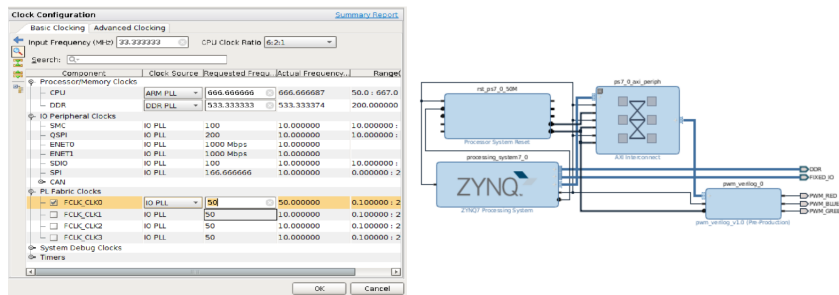 Clock Configuration Summary Report
Basic Clocking Advanced Clocking
Input Frequency (MHz) 33.333333 CPU Clock Ratio 6:2:1
Search:
Component Clock Source Requested Frequ... Actual Frequency... Range(
Processor/Memory Clocks
CPU ARM PLL 666.666666 666.666687 50.0 : 667.0
DDR DDR PLL 533.333333 533.333374 200.000000
IO Peripheral Clocks
SMC IO PLL 100 10.000000 10.000000 :
QSPI IO PLL 200 10.000000 10.000000 :
ENET0 IO PLL 1000 Mbps 10.000000
ENET1 IO PLL 1000 Mbps 10.000000
SDIO IO PLL 100 10.000000 10.000000 :
SPI IO PLL 166.666666 10.000000 0.000000 : 2
CAN
PL Fabric Clocks
FCLK_CLK0 IO PLL 50 50.000000 0.100000 : 2
FCLK_CLK1 IO PLL 50 10.000000 0.100000 : 2
FCLK_CLK2 IO PLL 50 10.000000 0.100000 : 2
FCLK_CLK3 IO PLL 50 10.000000 0.100000 : 2
System Debug Clocks
Timers
OK Cancel
rst_ps7_0_50M
Processor System Reset
ps7_0_axi_periph
AXI Interconnect
processing_system7_0
ZYNQ
ZYNQ7 Processing System
DDR
FIXED_IO
pwm_verilog_0
pwm_verilog_v1.0 (Pre-Production)
PWM_RED
PWM_BLUE
PWM_GREE